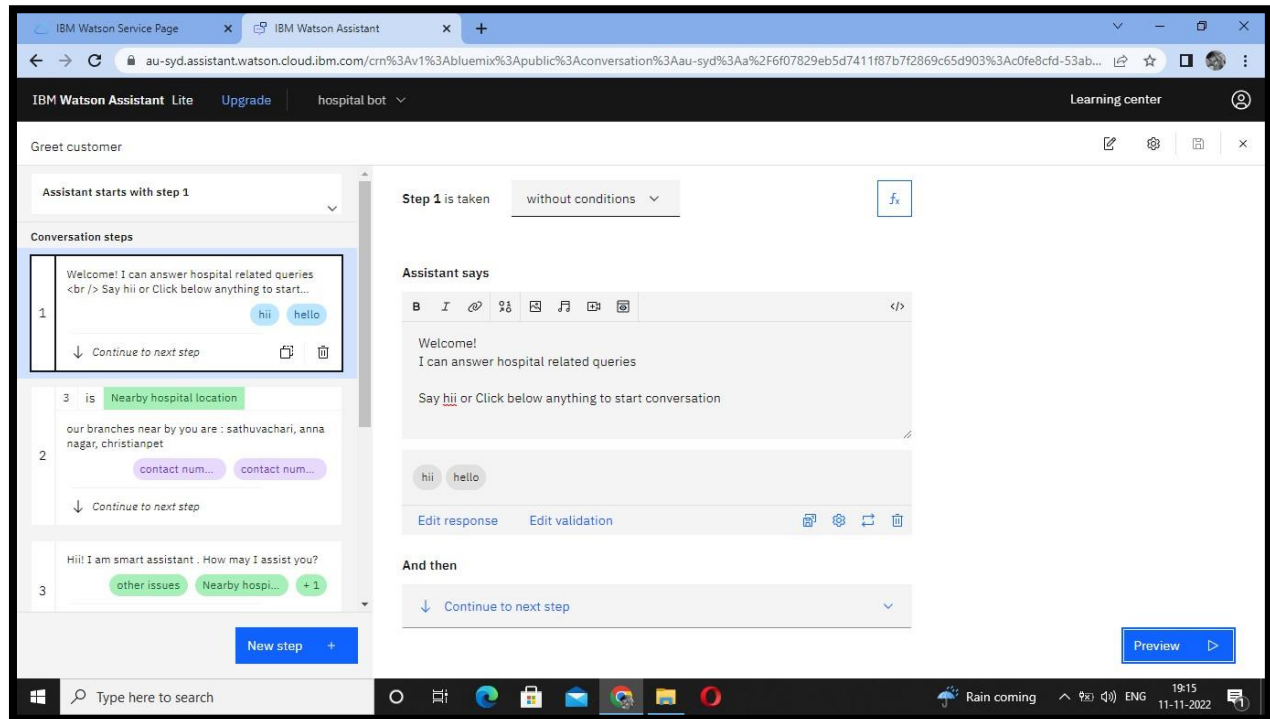 IBM Watson Service Page
IBM Watson Assistant
au-syd.assistant.watson.cloud.ibm.com/crn%3Av1%3Abluemix%3Apublic%3Aconversation%3Aau-syd%3Aa%2F6f07829eb5d7411f87b7f2869c65d903%3Ac0fe8cfd-53ab...
IBM Watson Assistant Lite Upgrade hospital bot Learning center
Greet customer
Assistant starts with step 1
Conversation steps
1
Welcome! I can answer hospital related queries
<br /> Say hii or Click below anything to start...
hii hello
Continue to next step
2
3 is Nearby hospital location
our branches near by you are : sathuvachari, anna
nagar, christianpet
contact num... contact num...
Continue to next step
3
Hii! I am smart assistant . How may I assist you?
other issues Nearby hospi... + 1
New step +
Step 1 is taken without conditions
fx
Assistant says
B I </>
Welcome!
I can answer hospital related queries
Say hii or Click below anything to start conversation
hii hello
Edit response Edit validation
And then
Continue to next step
Preview
Type here to search
Rain coming
ENG
19:15
11-11-2022
1